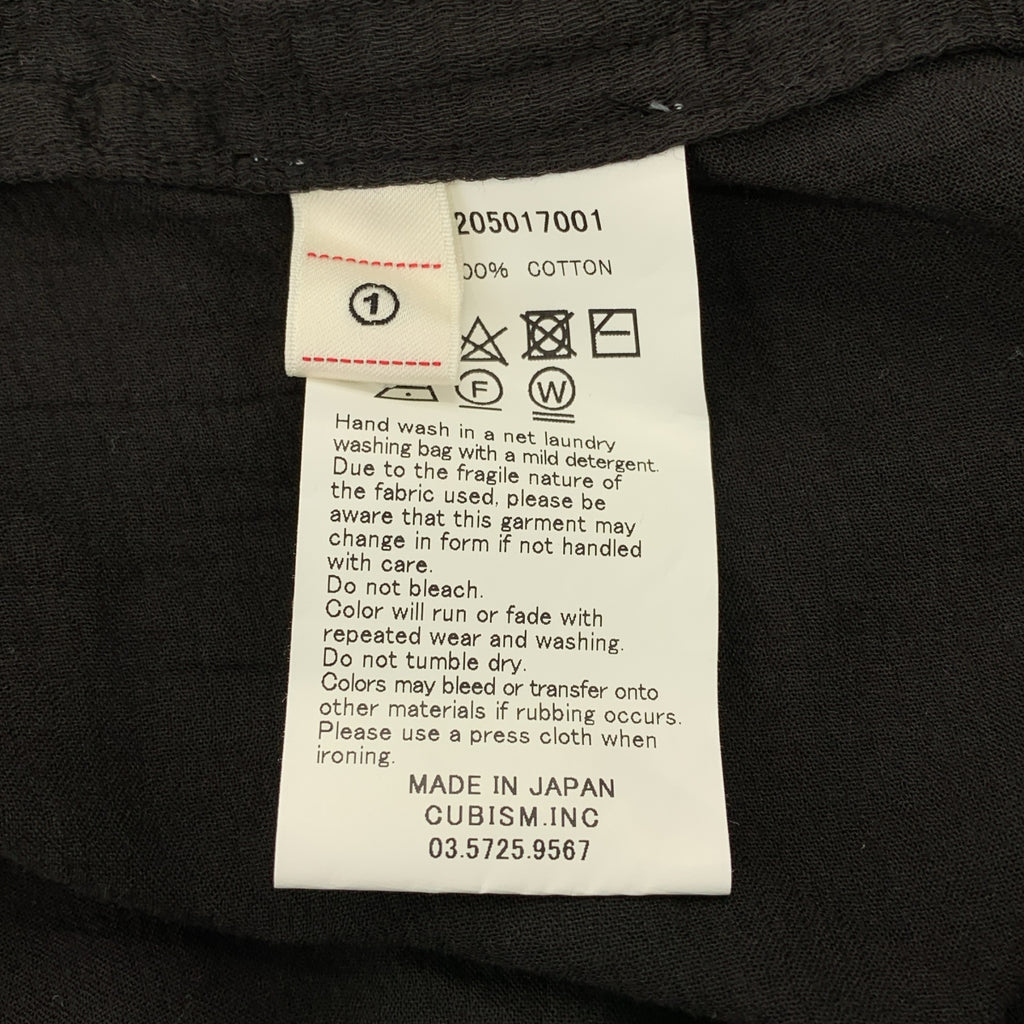 205017001
00% COTTON
1
F W
Hand wash in a net laundry
washing bag with a mild detergent.
Due to the fragile nature of
the fabric used, please be
aware that this garment may
change in form if not handled
with care.
Do not bleach.
Color will run or fade with
repeated wear and washing.
Do not tumble dry.
Colors may bleed or transfer onto
other materials if rubbing occurs.
Please use a press cloth when
ironing.
MADE IN JAPAN
CUBISM.INC
03.5725.9567